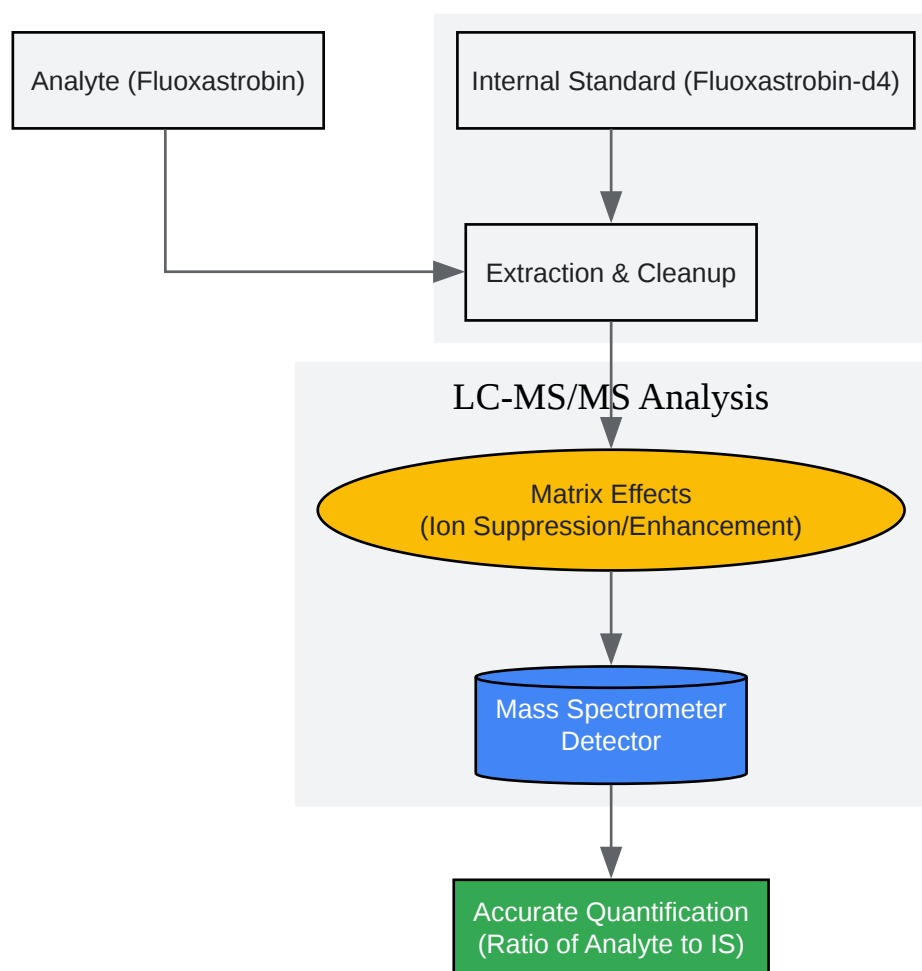 Analyte (Fluoxastrobin)
Internal Standard (Fluoxastrobin-d4)
Extraction & Cleanup
LC-MS/MS Analysis
Matrix Effects
(Ion Suppression/Enhancement)
Mass Spectrometer
Detector
Accurate Quantification
(Ratio of Analyte to IS)